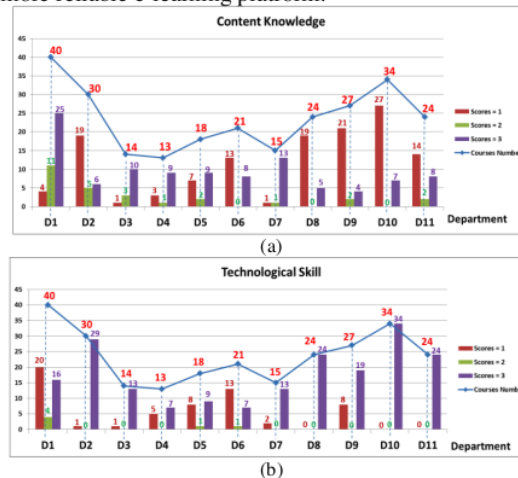 more reliable e-learning platform.
Content Knowledge
45
40
35
30
25
20
15
10
5
0
40 30 14 13 18 21 15 24 27 34 24
4 11 25
19 5 6
1 3 10
3 1 9
7 2 9
13 0 8
1 1 13
19 0 5
21 2 4
27 0 7
14 2 8
Scores = 1
Scores = 2
Scores = 3
Courses Number
D1 D2 D3 D4 D5 D6 D7 D8 D9 D10 D11 Department
(a)
Technological Skill
45
40
35
30
25
20
15
10
5
0
40 30 14 13 18 21 15 24 27 34 24
20 4 16
1 0 29
1 0 13
5 0 7
8 1 9
13 1 7
2 0 13
0 0 24
8 0 19
0 0 34
0 0 24
Scores = 1
Scores = 2
Scores = 3
Courses Number
D1 D2 D3 D4 D5 D6 D7 D8 D9 D10 D11 Department
(b)